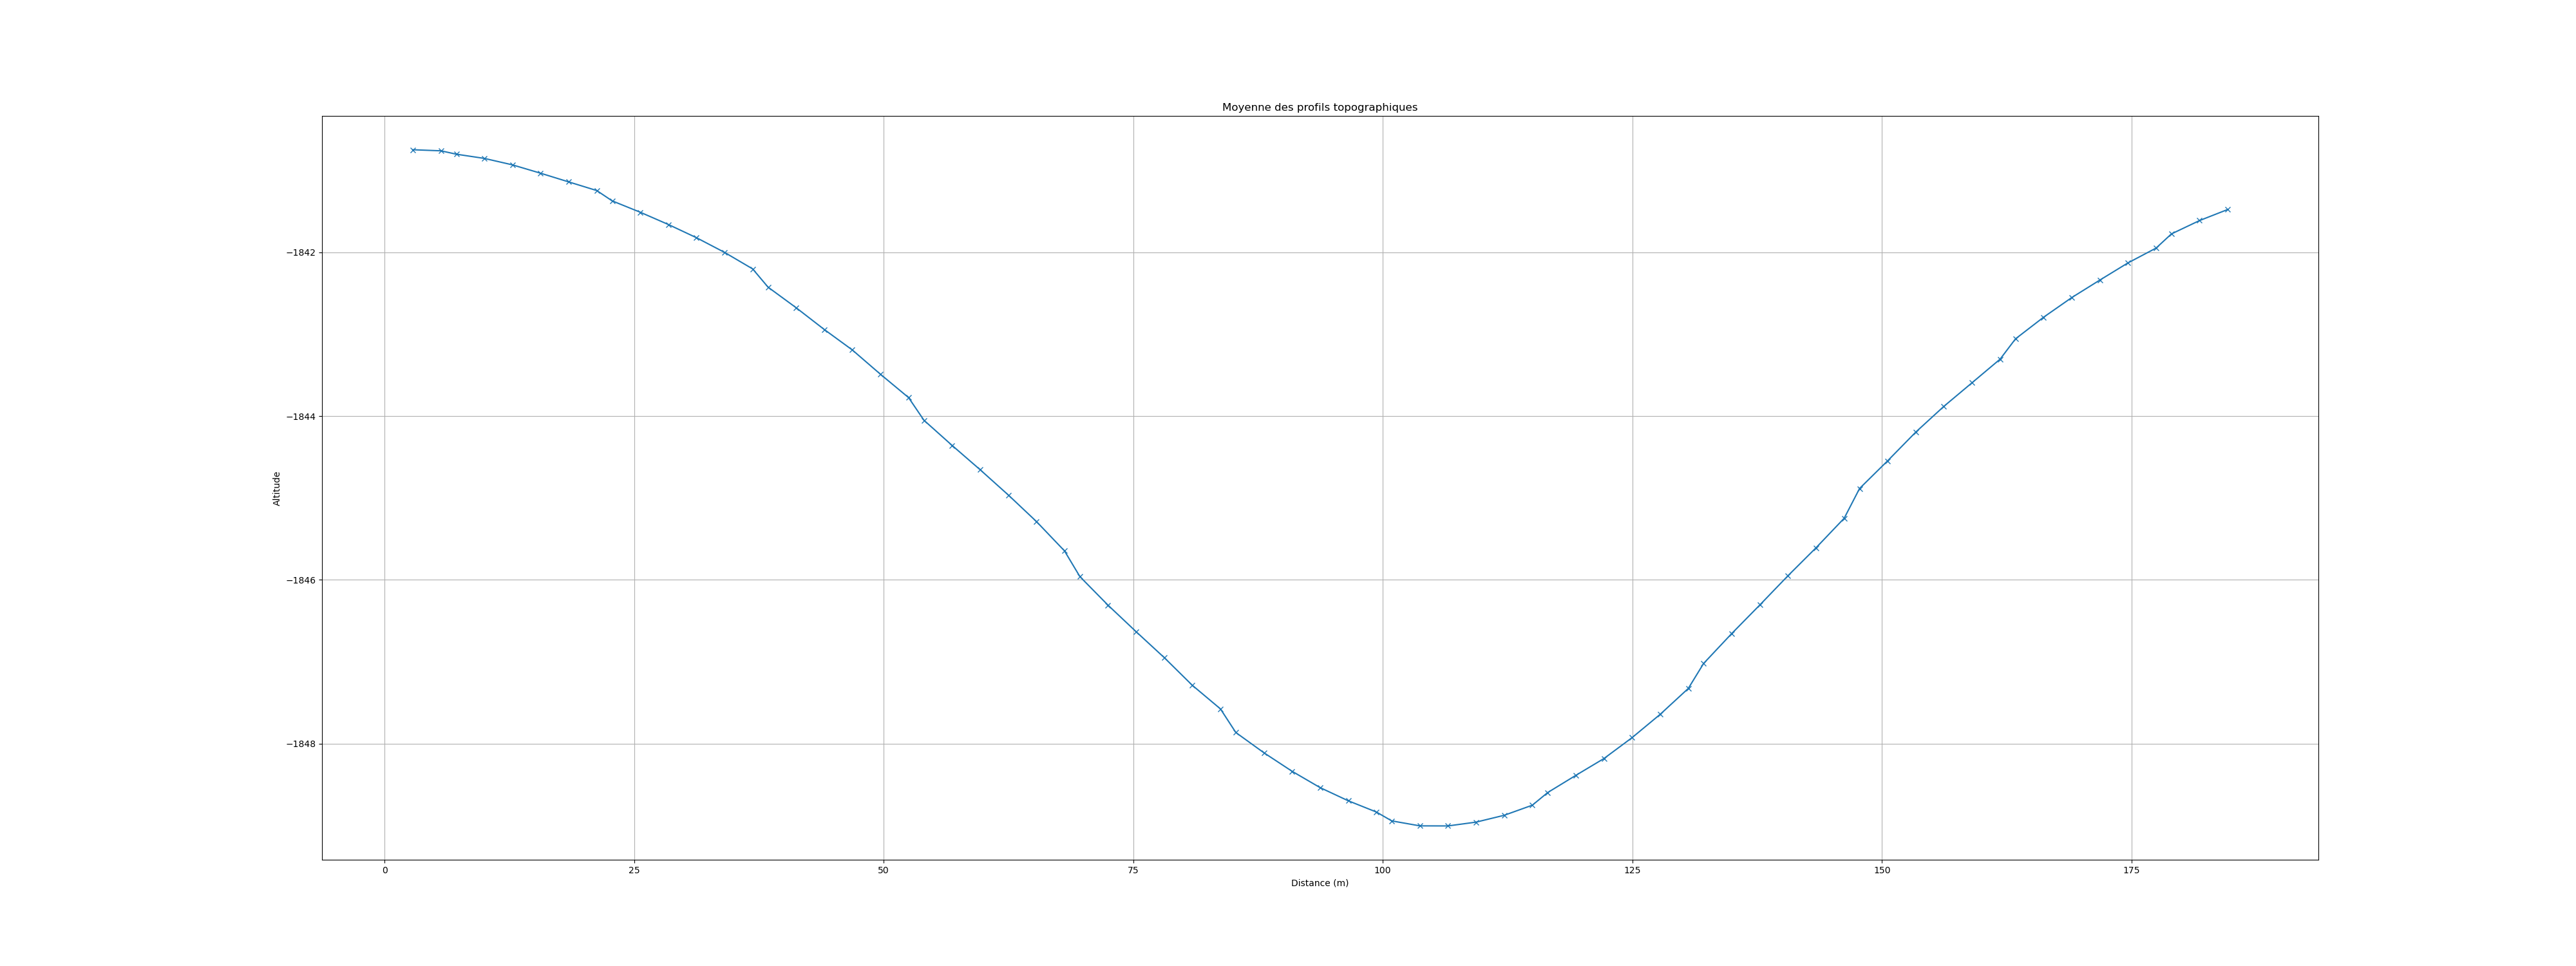 Moyenne des profils topographiques
−1842
−1844
−1846
−1848
Altitude
0 25 50 75 100 125 150 175
Distance (m)